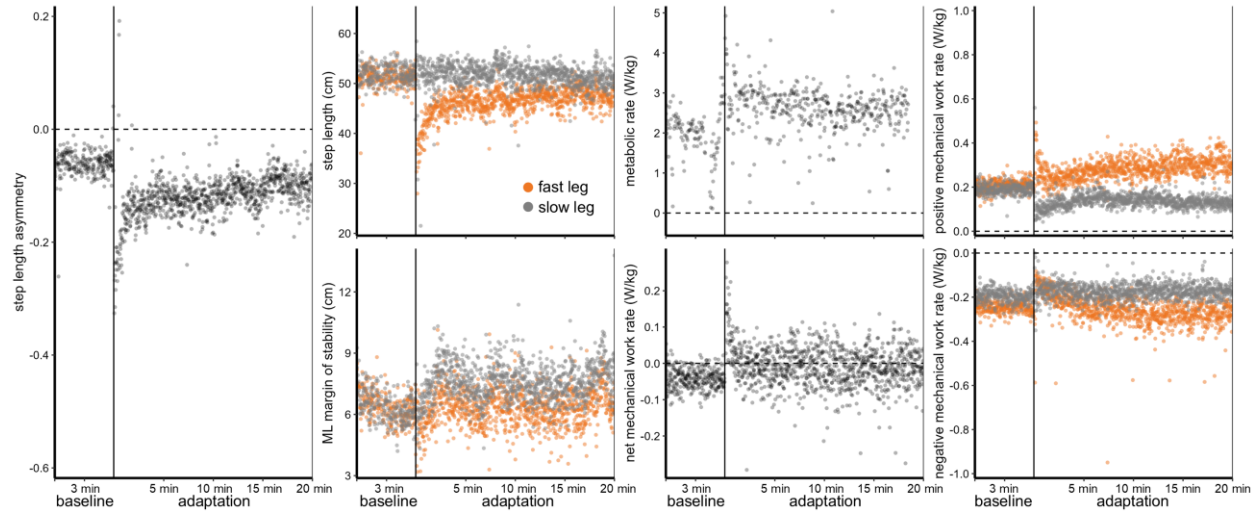 step length asymmetry
0.2
0.0
-0.2
-0.4
-0.6
3 min
5 min
10 min
15 min
20 min
baseline
adaptation
step length (cm)
60
50
40
30
20
fast leg
slow leg
ML margin of stability (cm)
12
9
6
3
3 min
5 min
10 min
15 min
20 min
baseline
adaptation
metabolic rate (W/kg)
5
4
3
2
1
0
net mechanical work rate (W/kg)
0.2
0.1
0.0
-0.1
-0.2
3 min
5 min
10 min
15 min
20 min
baseline
adaptation
positive mechanical work rate (W/kg)
1.0
0.8
0.6
0.4
0.2
0.0
negative mechanical work rate (W/kg)
0.0
-0.2
-0.4
-0.6
-0.8
-1.0
3 min
5 min
10 min
15 min
20 min
baseline
adaptation